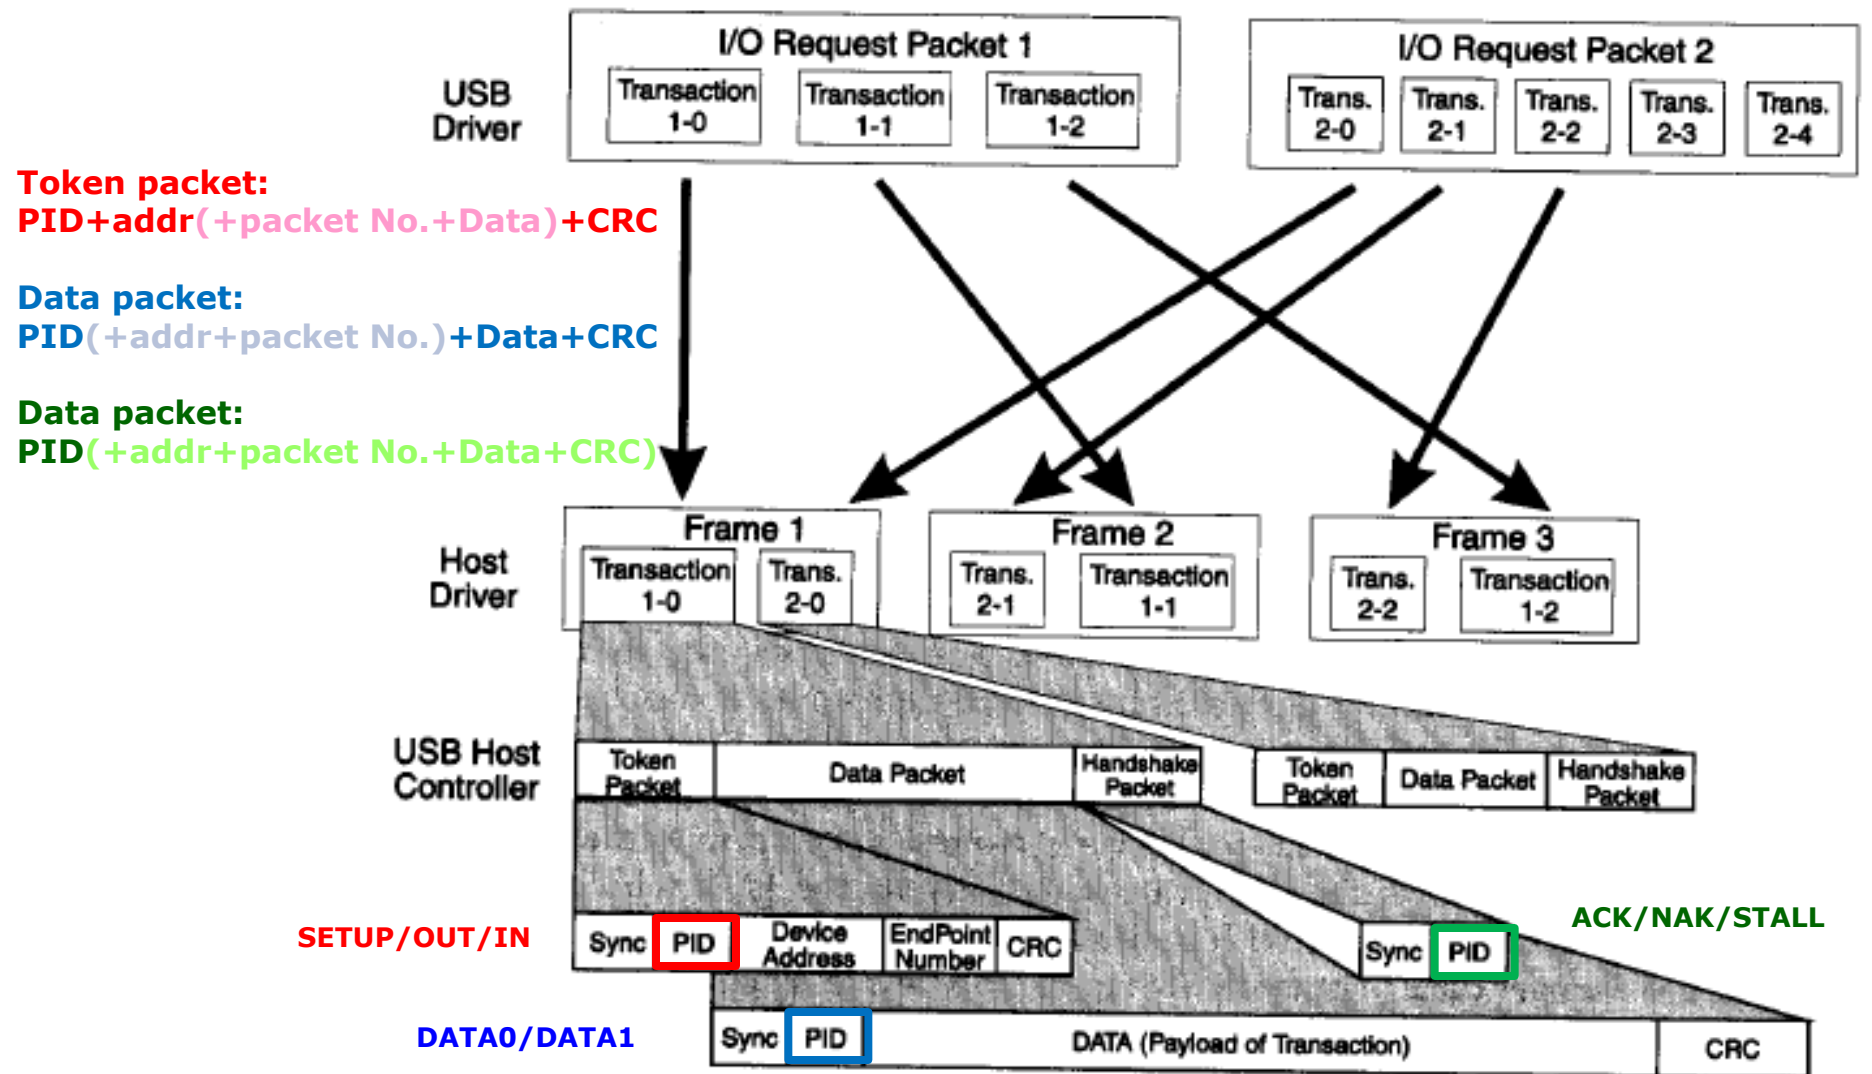 I/O Request Packet 1
Transaction 1-0
Transaction 1-1
Transaction 1-2
I/O Request Packet 2
Trans. 2-0
Trans. 2-1
Trans. 2-2
Trans. 2-3
Trans. 2-4
USB
Driver
Token packet:
PID+addr(+packet No.+Data)+CRC
Data packet:
PID(+addr+packet No.)+Data+CRC
Data packet:
PID(+addr+packet No.+Data+CRC)
Host
Driver
Frame 1
Transaction 1-0
Trans. 2-0
Frame 2
Trans. 2-1
Transaction 1-1
Frame 3
Trans. 2-2
Transaction 1-2
USB Host
Controller
Token Packet
Data Packet
Handshake Packet
Token Packet
Data Packet
Handshake Packet
SETUP/OUT/IN
Sync
PID
Device Address
EndPoint Number
CRC
Sync
PID
ACK/NAK/STALL
DATA0/DATA1
Sync
PID
DATA (Payload of Transaction)
CRC